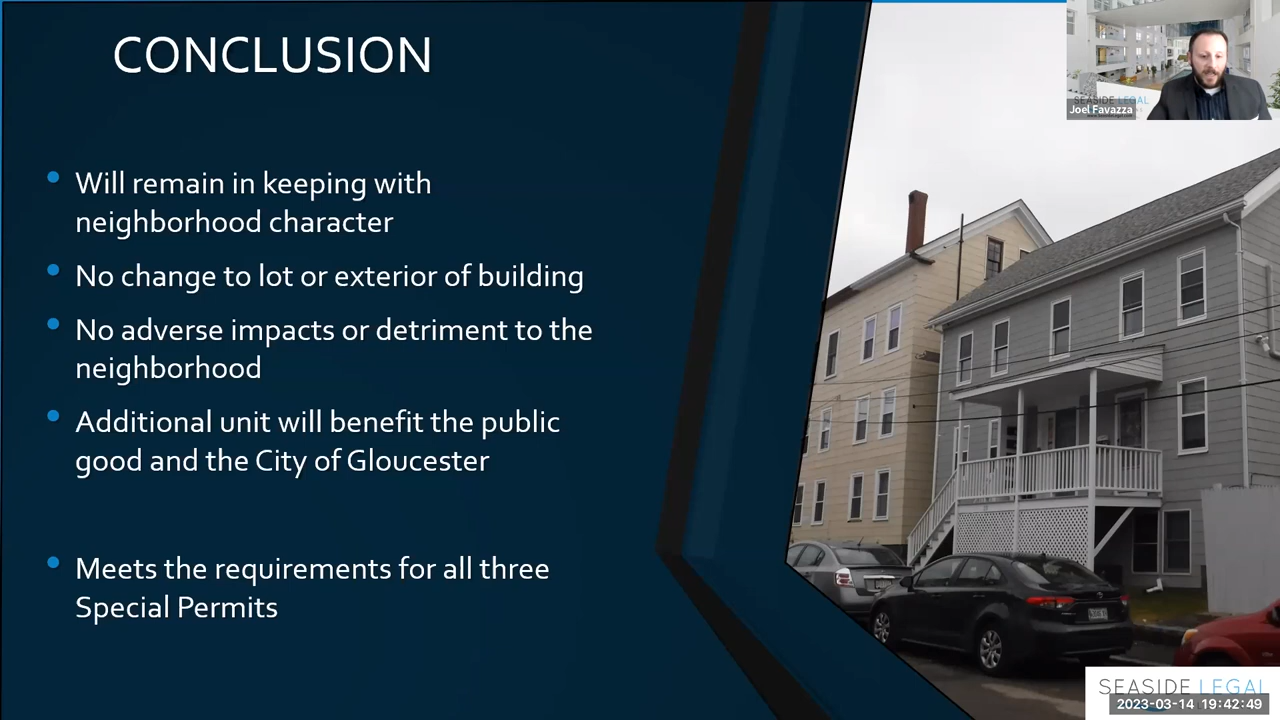 CONCLUSION
Will remain in keeping with
neighborhood character
No change to lot or exterior of building
No adverse impacts or detriment to the
neighborhood
Additional unit will benefit the public
good and the City of Gloucester
Meets the requirements for all three
Special Permits
SEASIDE LEGAL
Joel Favazza
SEASIDE LEGAL
2023-03-14 19:42:49